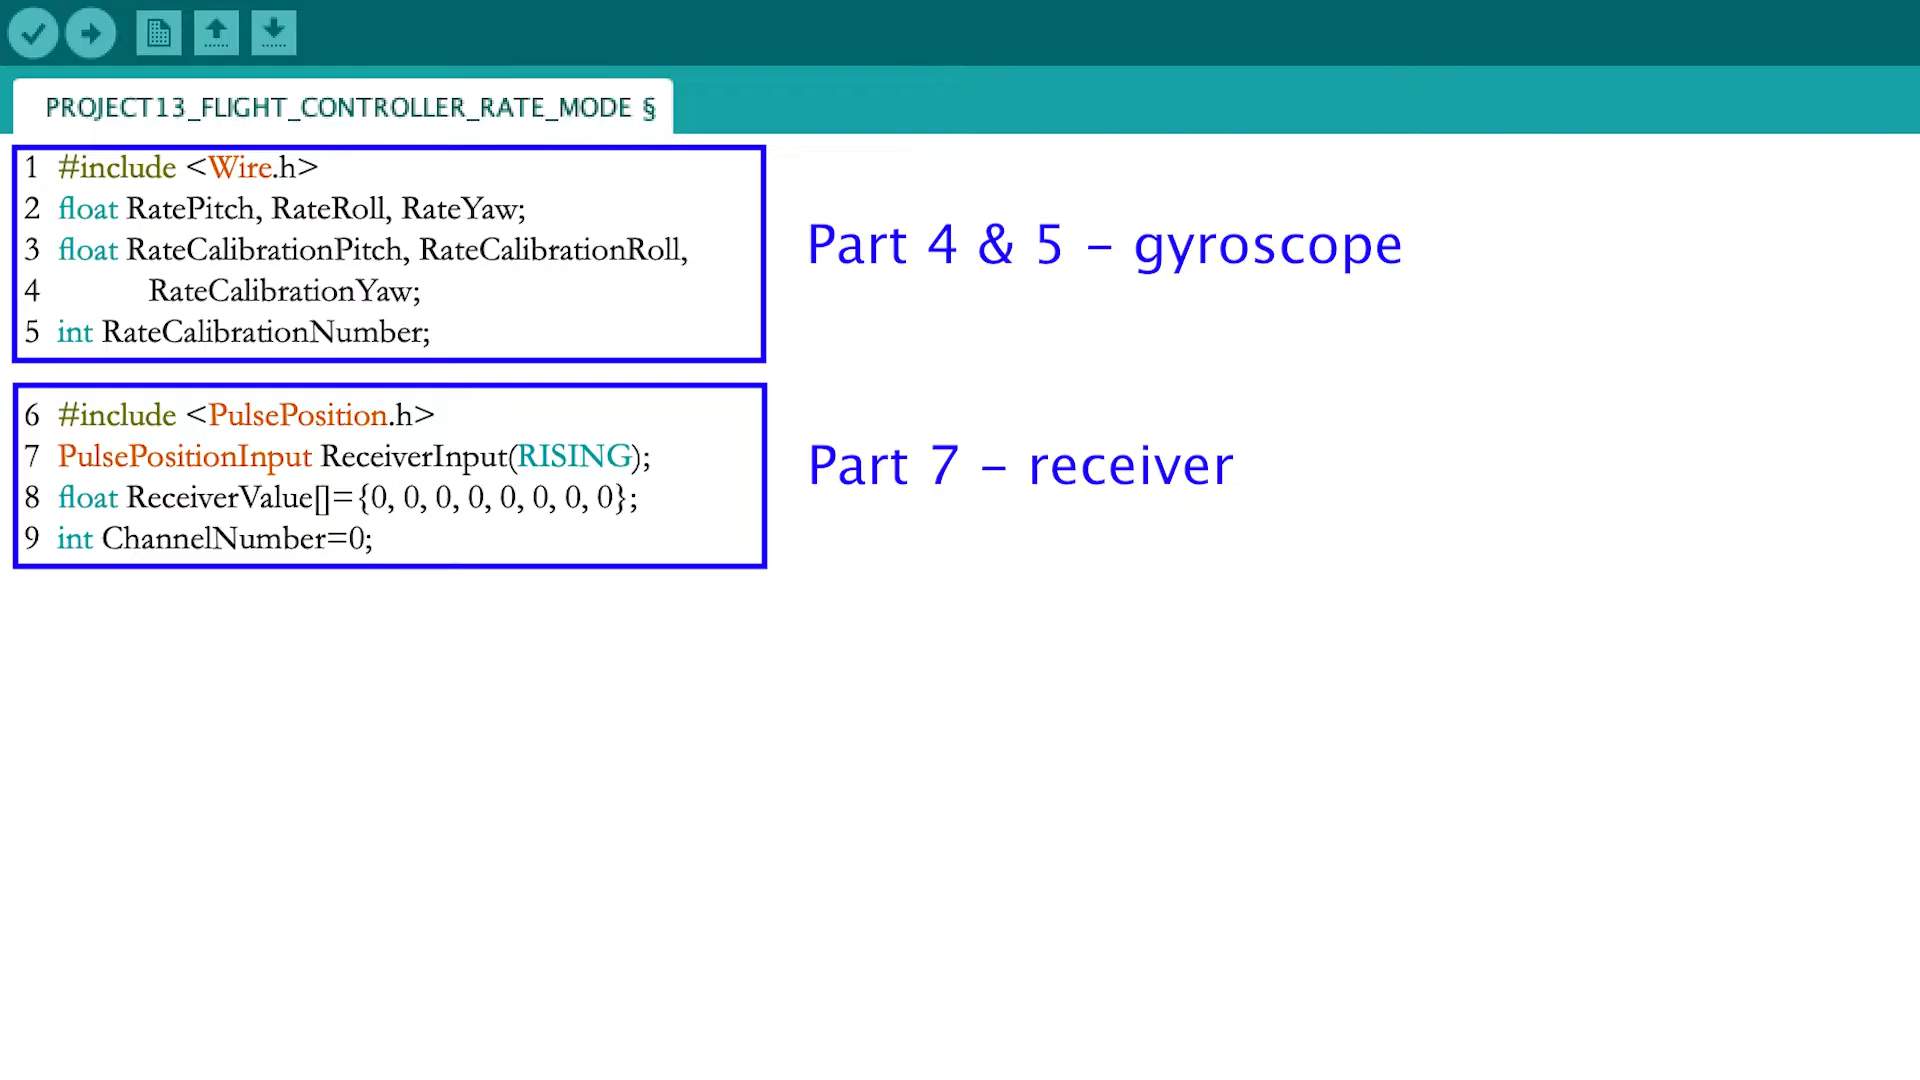 PROJECT13_FLIGHT_CONTROLLER_RATE_MODE §
1 #include <Wire.h>
2 float RatePitch, RateRoll, RateYaw;
3 float RateCalibrationPitch, RateCalibrationRoll,
4 RateCalibrationYaw;
5 int RateCalibrationNumber;
Part 4 & 5 – gyroscope
6 #include <PulsePosition.h>
7 PulsePositionInput ReceiverInput(RISING);
8 float ReceiverValue[]={0, 0, 0, 0, 0, 0, 0, 0};
9 int ChannelNumber=0;
Part 7 – receiver